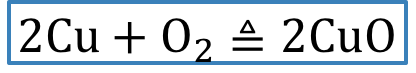 2Cu + O₂ ≜ 2CuO